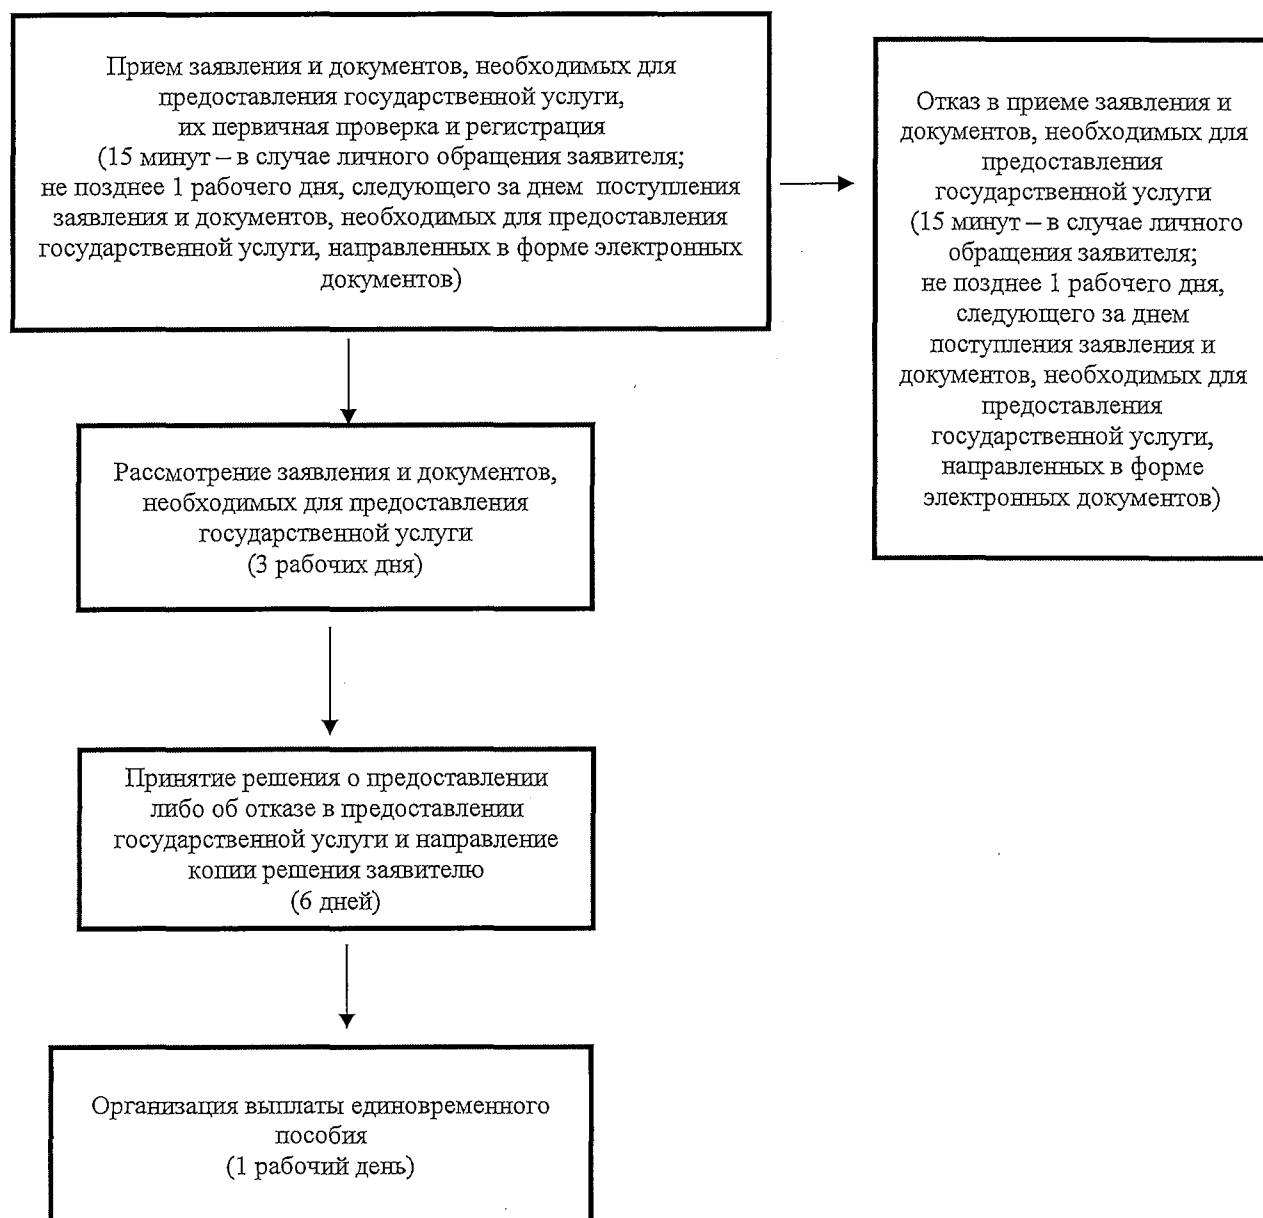 Прием заявления и документов, необходимых для
предоставления государственной услуги,
их первичная проверка и регистрация
(15 минут – в случае личного обращения заявителя;
не позднее 1 рабочего дня, следующего за днем поступления
заявления и документов, необходимых для предоставления
государственной услуги, направленных в форме электронных
документов)
Отказ в приеме заявления и
документов, необходимых для
предоставления
государственной услуги
(15 минут – в случае личного
обращения заявителя;
не позднее 1 рабочего дня,
следующего за днем
поступления заявления и
документов, необходимых для
предоставления
государственной услуги,
направленных в форме
электронных документов)
Рассмотрение заявления и документов,
необходимых для предоставления
государственной услуги
(3 рабочих дня)
Принятие решения о предоставлении
либо об отказе в предоставлении
государственной услуги и направление
копии решения заявителю
(6 дней)
Организация выплаты единовременного
пособия
(1 рабочий день)